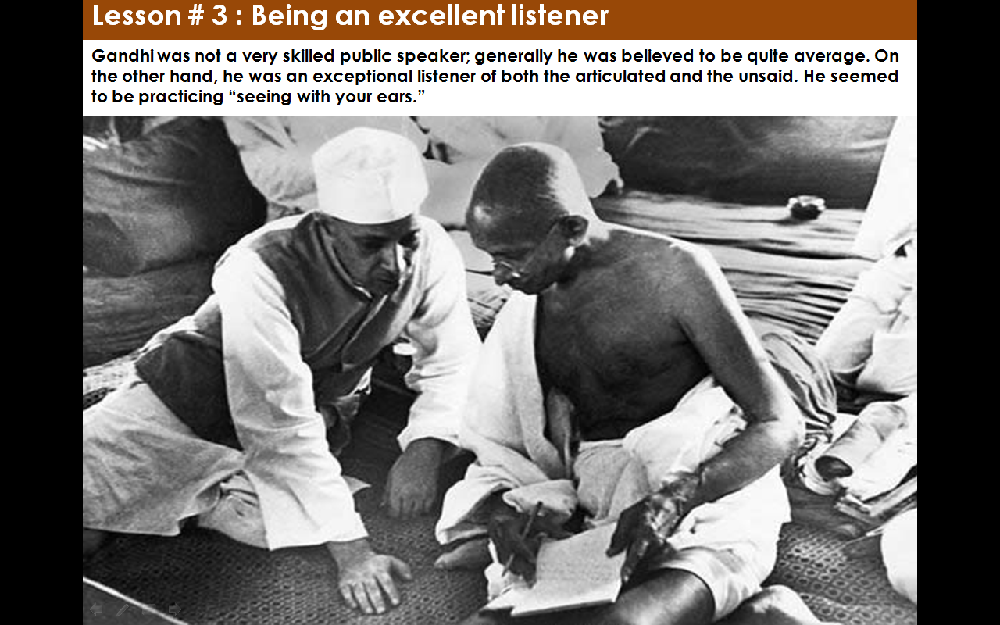 Lesson # 3 : Being an excellent listener
Gandhi was not a very skilled public speaker; generally he was believed to be quite average. On
the other hand, he was an exceptional listener of both the articulated and the unsaid. He seemed
to be practicing “seeing with your ears.”